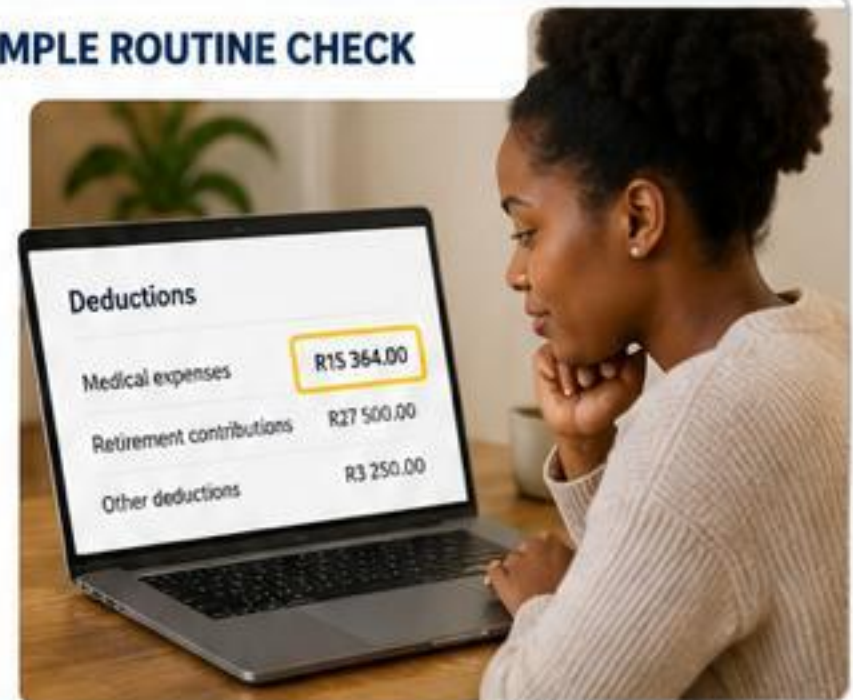 MPLE ROUTINE CHECK
Deductions
Medical expenses R15 364.00
Retirement contributions R27 500.00
Other deductions R3 250.00